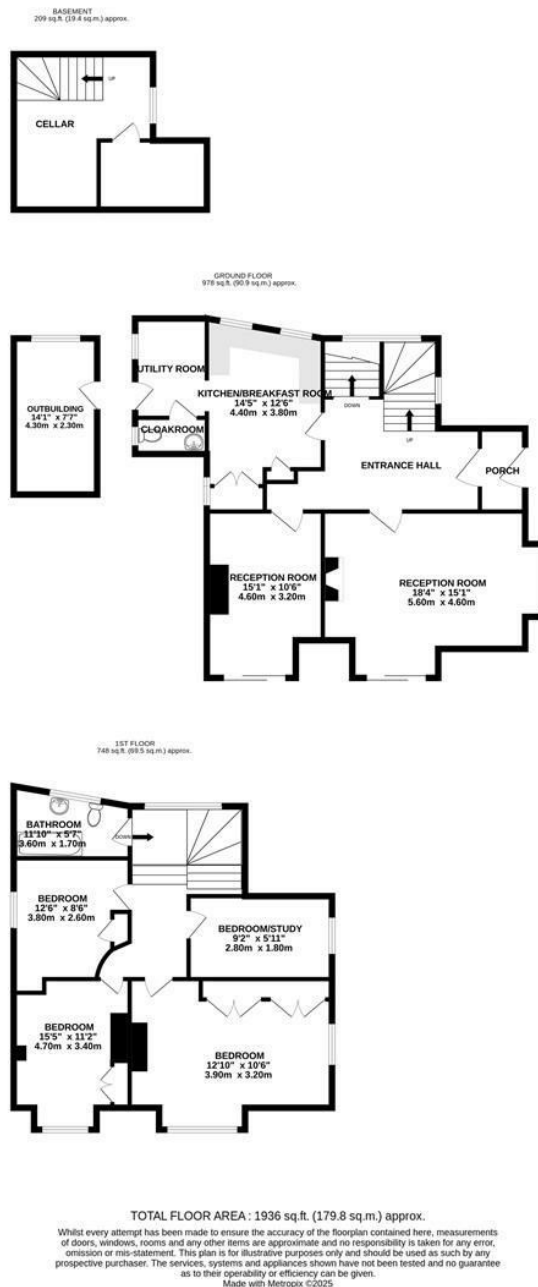 BASEMENT
209 sq.ft. (19.4 sq.m.) approx.
UP
CELLAR
GROUND FLOOR
978 sq.ft. (90.9 sq.m.) approx.
UTILITY ROOM
KITCHEN/BREAKFAST ROOM
14'5" x 12'6"
4.40m x 3.80m
DOWN
OUTBUILDING
14'1" x 7'7"
4.30m x 2.30m
CLOAKROOM
UP
ENTRANCE HALL
PORCH
RECEPTION ROOM
15'1" x 10'6"
4.60m x 3.20m
RECEPTION ROOM
18'4" x 15'1"
5.60m x 4.60m
1ST FLOOR
748 sq.ft. (69.5 sq.m.) approx.
BATHROOM
11'10" x 5'7"
3.60m x 1.70m
DOWN
BEDROOM
12'6" x 8'6"
3.80m x 2.60m
BEDROOM/STUDY
9'2" x 5'11"
2.80m x 1.80m
BEDROOM
15'5" x 11'2"
4.70m x 3.40m
BEDROOM
12'10" x 10'6"
3.90m x 3.20m
TOTAL FLOOR AREA : 1936 sq.ft. (179.8 sq.m.) approx.
Whilst every attempt has been made to ensure the accuracy of the floorplan contained here, measurements
of doors, windows, rooms and any other items are approximate and no responsibility is taken for any error,
omission or mis-statement. This plan is for illustrative purposes only and should be used as such by any
prospective purchaser. The services, systems and appliances shown have not been tested and no guarantee
as to their operability or efficiency can be given.
Made with Metropix ©2025